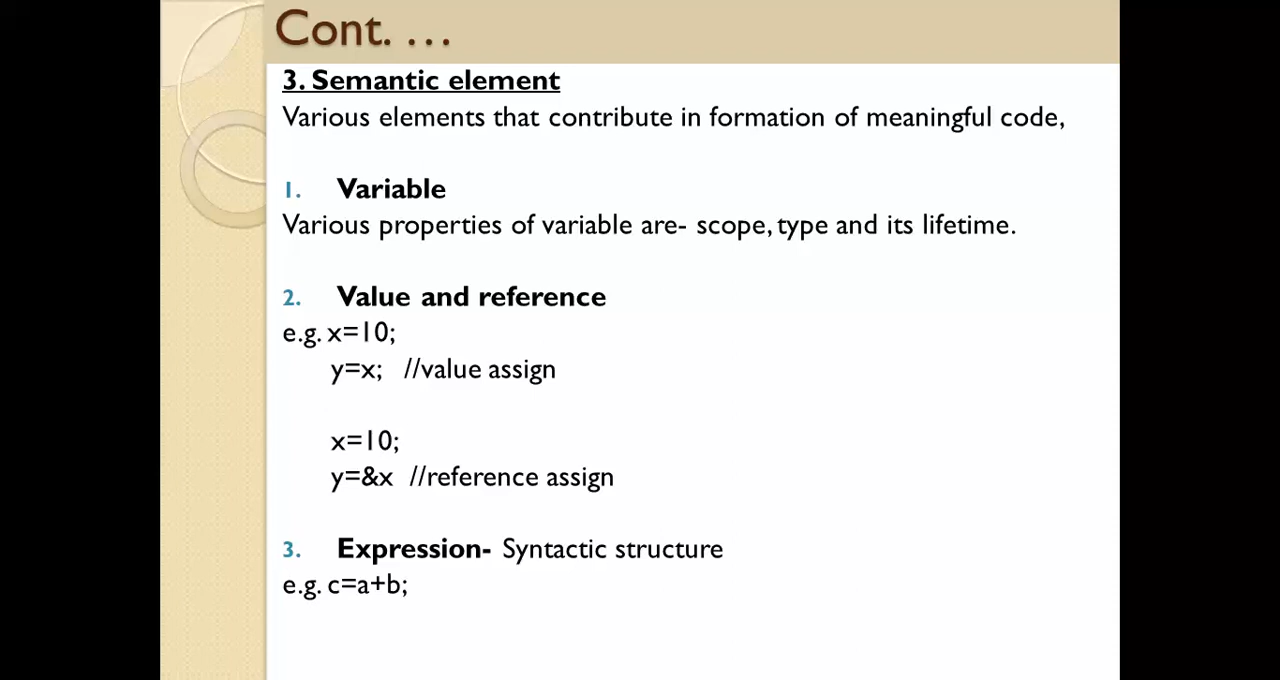 Cont. …
3. Semantic element
Various elements that contribute in formation of meaningful code,
1. Variable
Various properties of variable are- scope, type and its lifetime.
2. Value and reference
e.g. x=10;
y=x; //value assign
x=10;
y=&x //reference assign
3. Expression- Syntactic structure
e.g. c=a+b;